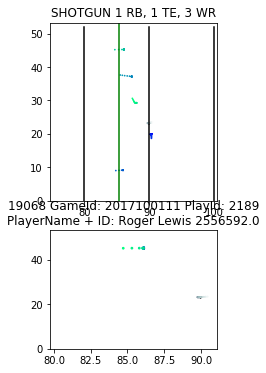 SHOTGUN 1 RB, 1 TE, 3 WR
50
40
30
20
10
0
80 90 100
19068 GameId: 2017100111 PlayId: 2189
PlayerName + ID: Roger Lewis 2556592.0
40
20
0
80.0 82.5 85.0 87.5 90.0